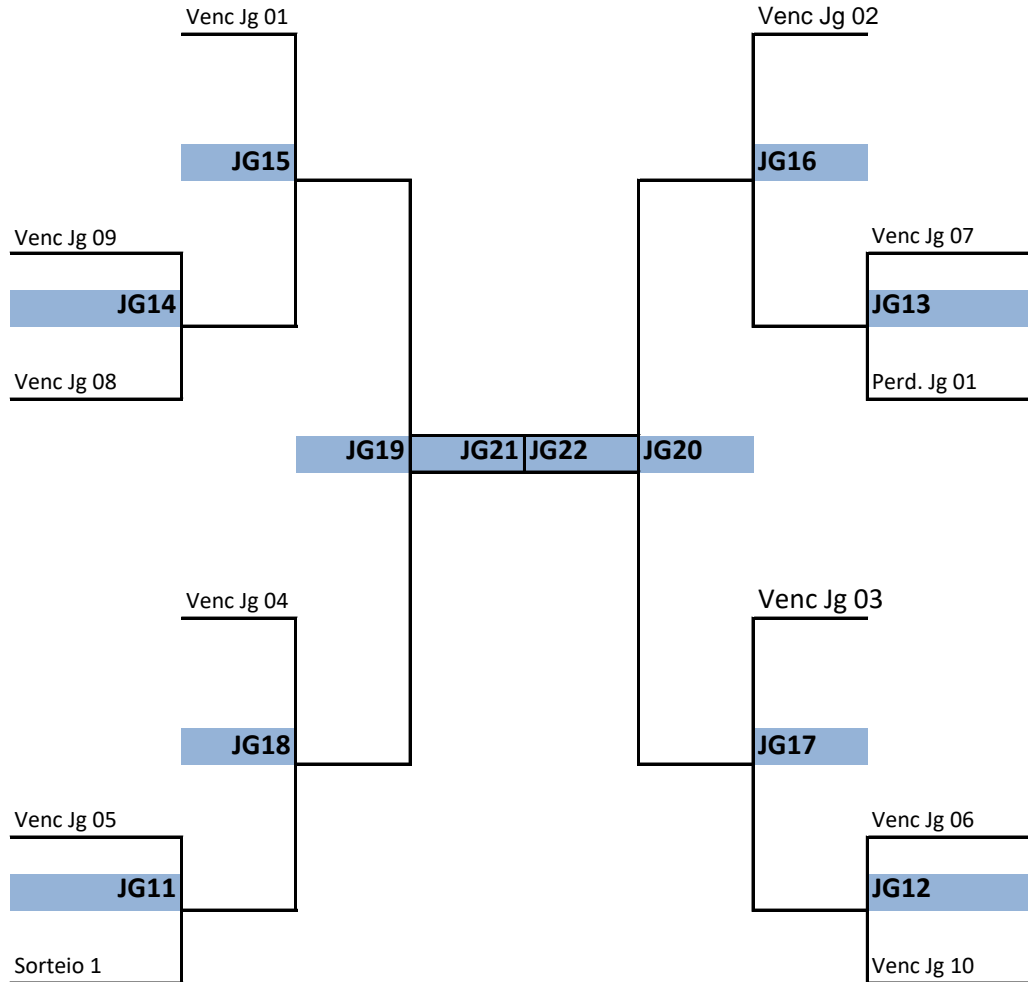 Venc Jg 01
Venc Jg 02
JG15
JG16
Venc Jg 09
Venc Jg 07
JG14
JG13
Venc Jg 08
Perd. Jg 01
JG19
JG21
JG22
JG20
Venc Jg 04
Venc Jg 03
JG18
JG17
Venc Jg 05
Venc Jg 06
JG11
JG12
Sorteio 1
Venc Jg 10